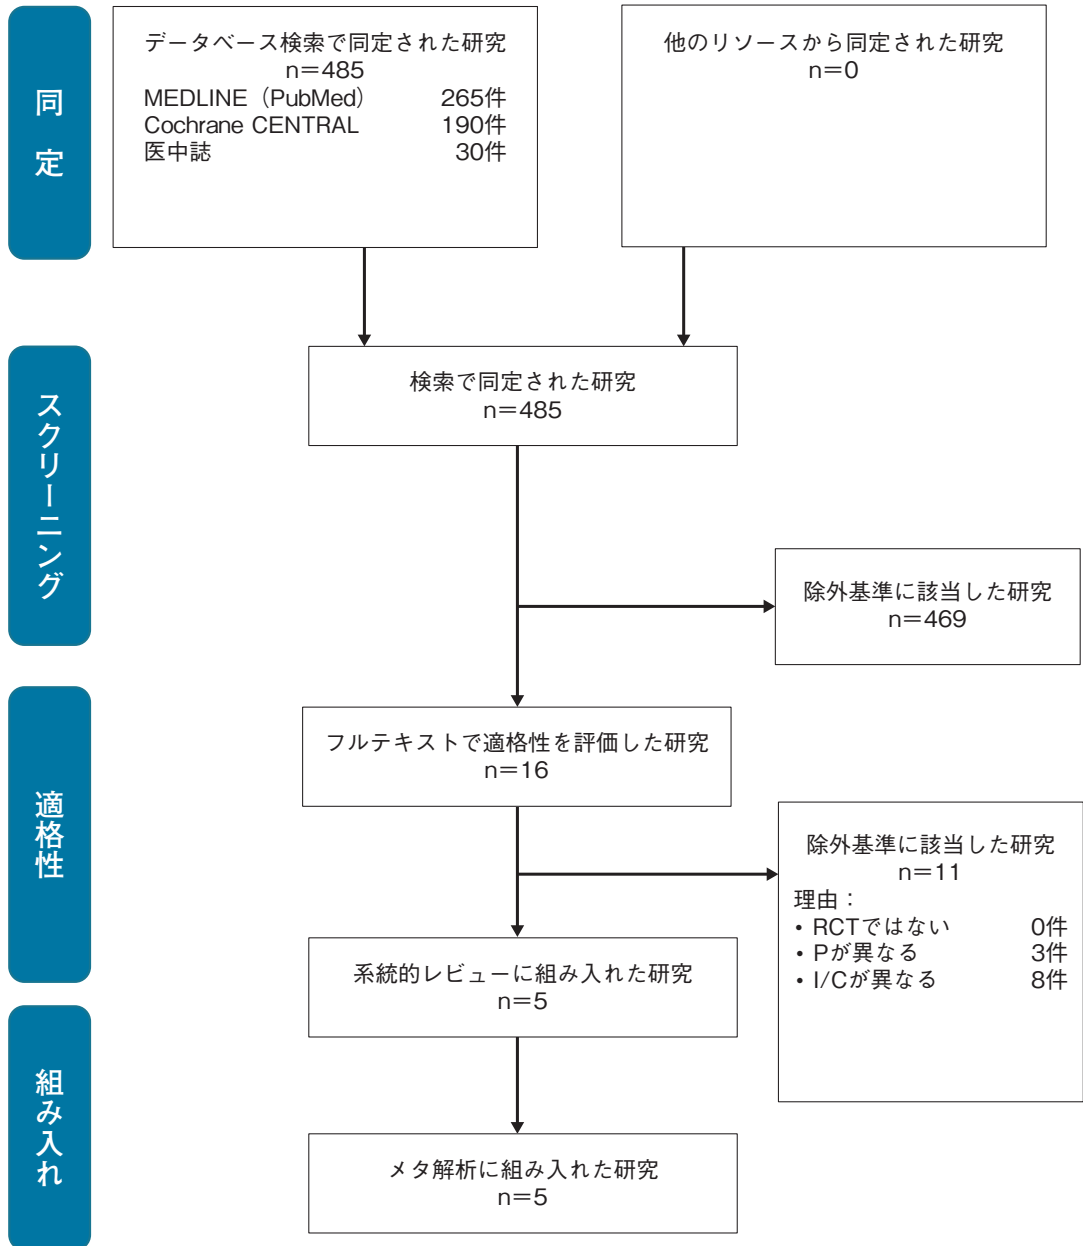 同定
データベース検索で同定された研究
n=485
MEDLINE（PubMed） 265件
Cochrane CENTRAL 190件
医中誌 30件
他のリソースから同定された研究
n=0
スクリーニング
検索で同定された研究
n=485
除外基準に該当した研究
n=469
適格性
フルテキストで適格性を評価した研究
n=16
除外基準に該当した研究
n=11
理由：
• RCTではない 0件
• Pが異なる 3件
• I/Cが異なる 8件
系統的レビューに組み入れた研究
n=5
組み入れ
メタ解析に組み入れた研究
n=5